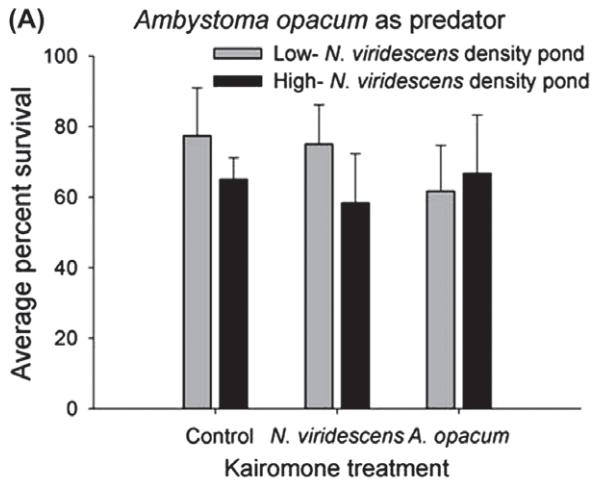 (A) Ambystoma opacum as predator
Low- N. viridescens density pond
High- N. viridescens density pond
100
80
60
40
20
0
Average percent survival
Control N. viridescens A. opacum
Kairomone treatment